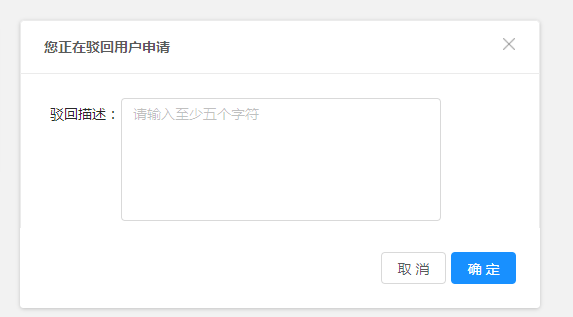 您正在驳回用户申请
驳回描述：
请输入至少五个字符
取 消
确 定